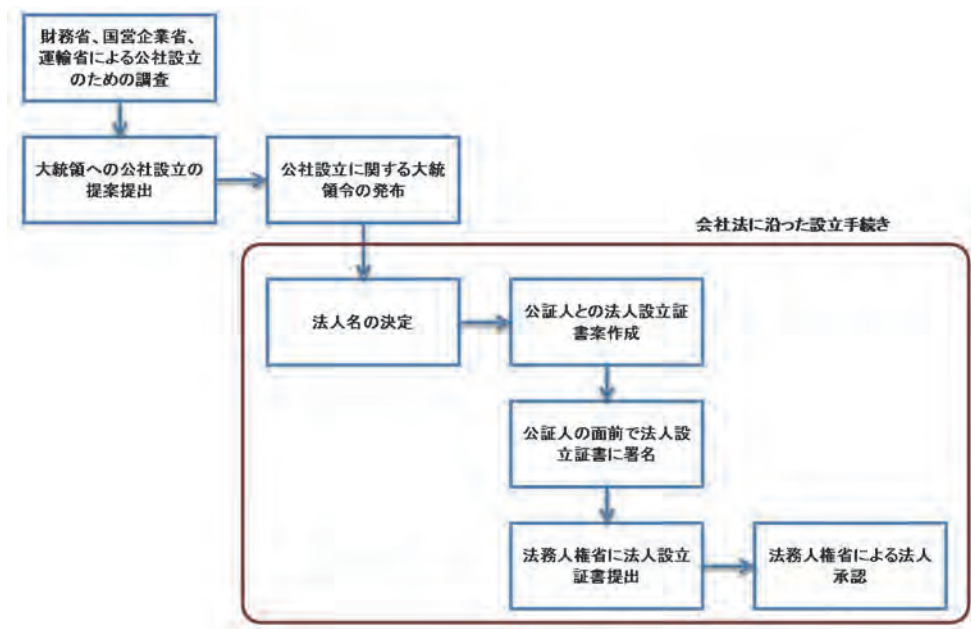 財務省、国営企業省、
運輸省による公社設立
のための調査
大統領への公社設立の
提案提出
公社設立に関する大統
領令の発布
会社法に沿った設立手続き
法人名の決定
公証人との法人設立証
書案作成
公証人の面前で法人設
立証書に署名
法務人権省に法人設立
証書提出
法務人権省による法人
承認